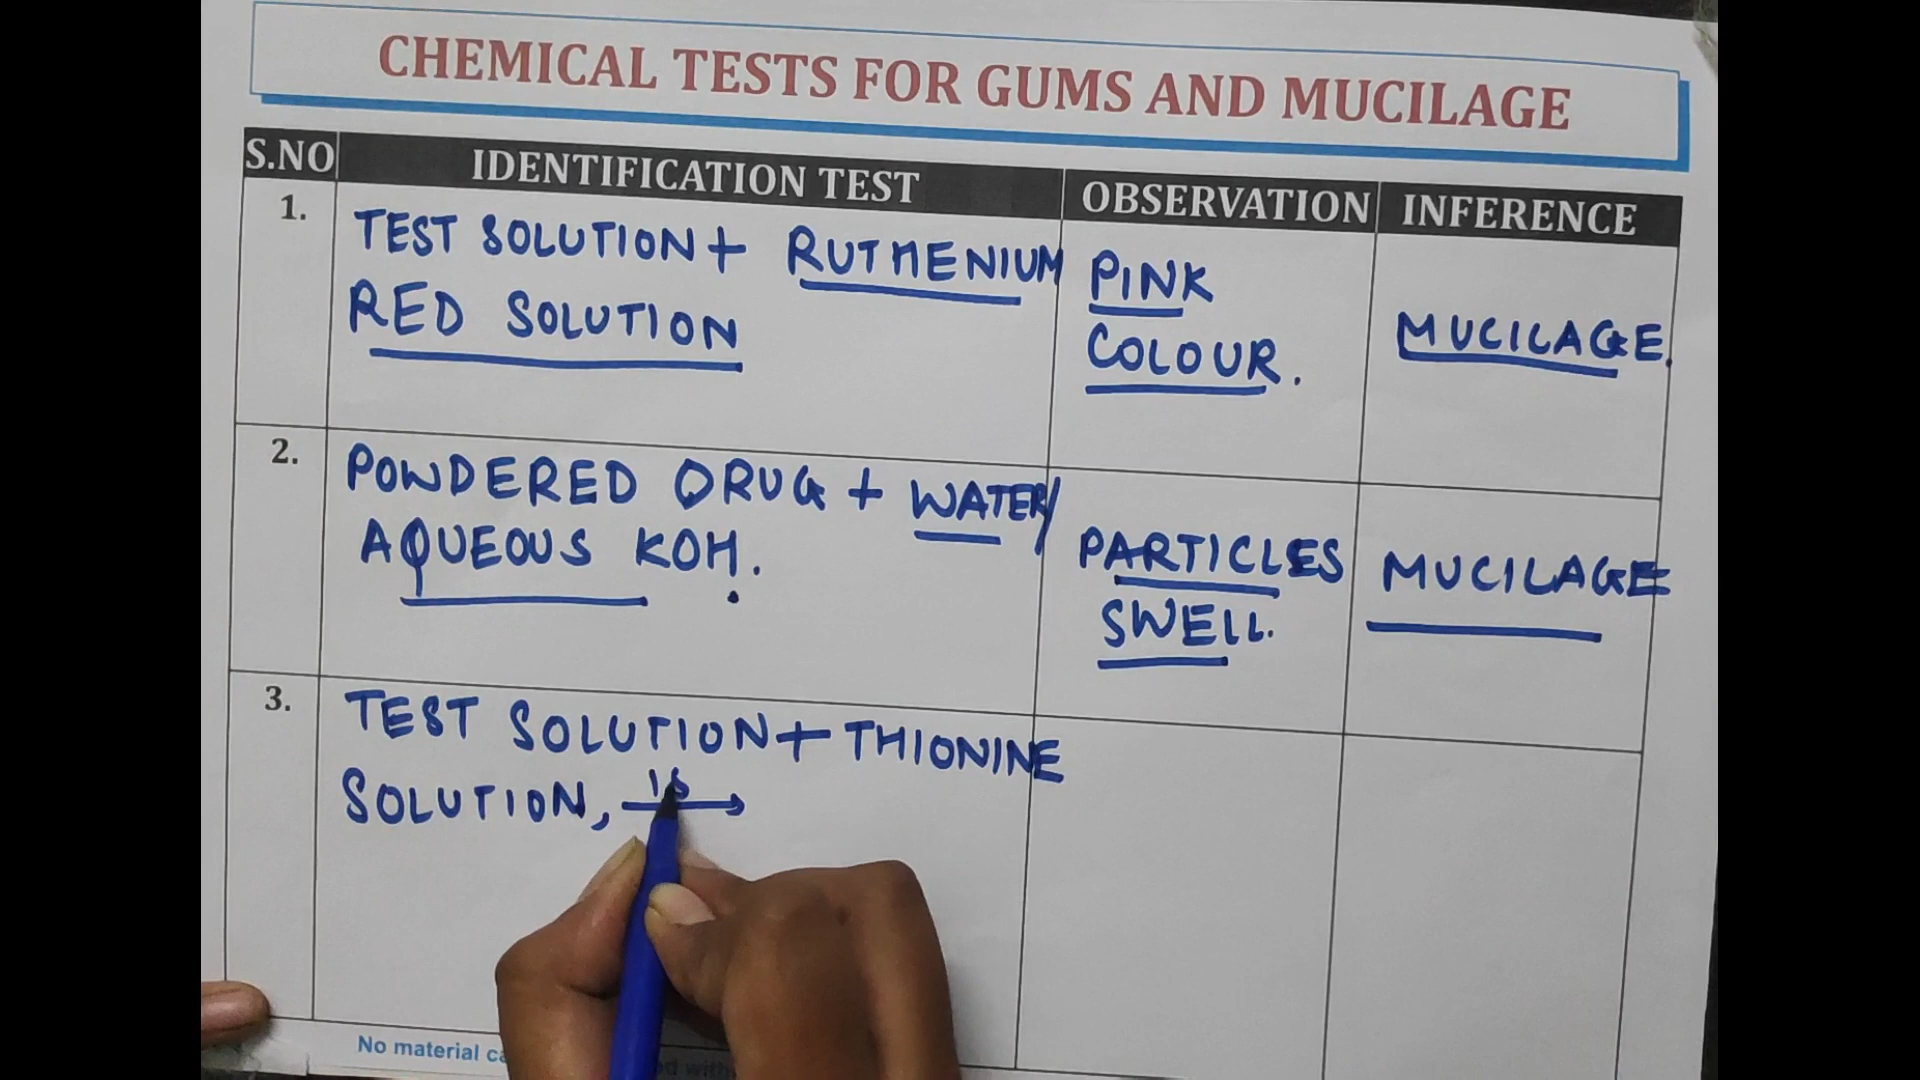 CHEMICAL TESTS FOR GUMS AND MUCILAGE
S.NO IDENTIFICATION TEST OBSERVATION INFERENCE
1. TEST SOLUTION + RUTHENIUM
RED SOLUTION
PINK
COLOUR.
MUCILAGE.
2. POWDERED DRUG + WATER/
AQUEOUS KOH.
PARTICLES
SWELL.
MUCILAGE
3. TEST SOLUTION + THIONINE
SOLUTION,
No material